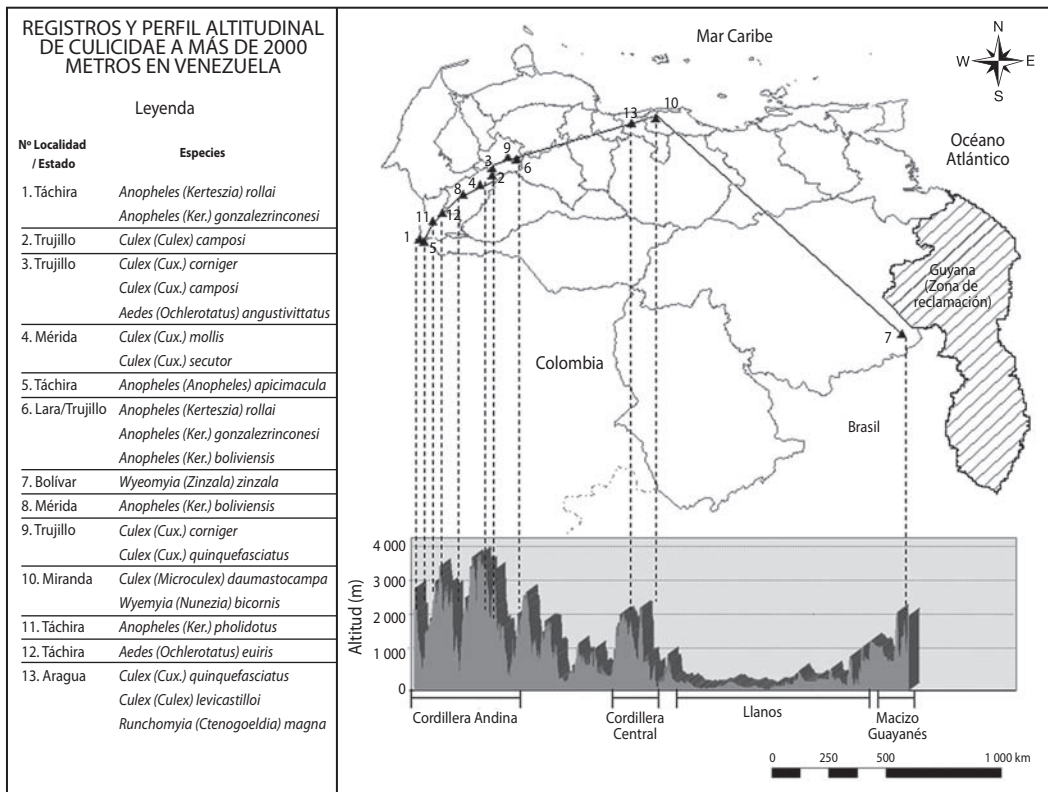 REGISTROS Y PERFIL ALTITUDINAL
DE CULICIDAE A MÁS DE 2000
METROS EN VENEZUELA
Leyenda
Nº Localidad
/ Estado
Especies
1. Táchira Anopheles (Kerteszia) rollai
Anopheles (Ker.) gonzalezrinconesi
2. Trujillo Culex (Culex) camposi
3. Trujillo Culex (Cux.) corniger
Culex (Cux.) camposi
Aedes (Ochlerotatus) angustivittatus
4. Mérida Culex (Cux.) mollis
Culex (Cux.) secutor
5. Táchira Anopheles (Anopheles) apicimacula
6. Lara/Trujillo Anopheles (Kerteszia) rollai
Anopheles (Ker.) gonzalezrinconesi
Anopheles (Ker.) boliviensis
7. Bolívar Wyeomyia (Zinzala) zinzala
8. Mérida Anopheles (Ker.) boliviensis
9. Trujillo Culex (Cux.) corniger
Culex (Cux.) quinquefasciatus
10. Miranda Culex (Microculex) daumastocampa
Wyemyia (Nunezia) bicornis
11. Táchira Anopheles (Ker.) pholidotus
12. Táchira Aedes (Ochlerotatus) euiris
13. Aragua Culex (Cux.) quinquefasciatus
Culex (Culex) levicastilloi
Runchomyia (Ctenogoeldia) magna
Mar Caribe
N
W E
S
Océano
Atlántico
13
10
9
3
6
2
4
8
11
12
1
5
7
Guyana
(Zona de
reclamación)
Colombia
Brasil
Altitud (m)
4 000
3 000
2 000
1 000
0
Cordillera Andina
Cordillera
Central
Llanos
Macizo
Guayanés
0 250 500 1 000 km